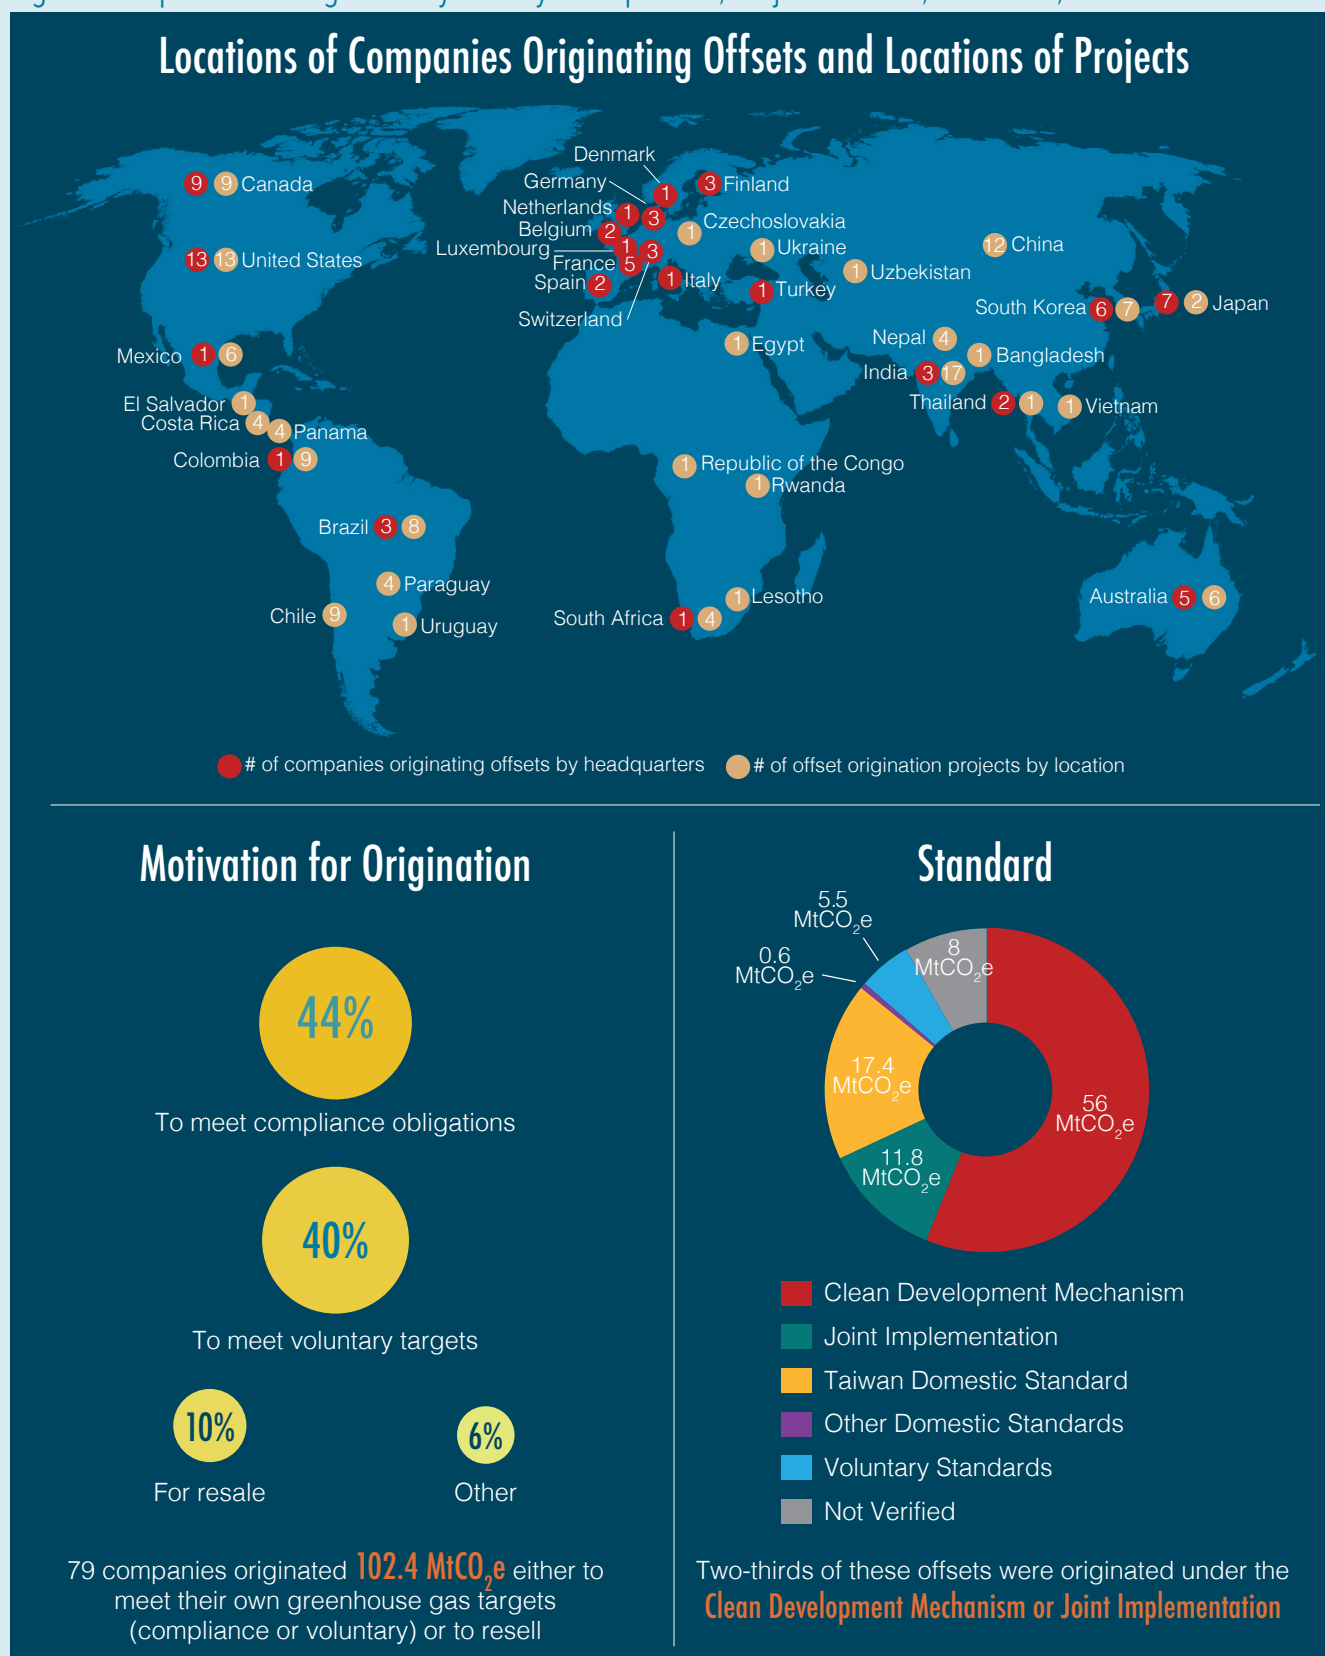 Locations of Companies Originating Offsets and Locations of Projects
Denmark
1
9 9 Canada
Germany
3 Finland
Netherlands 1
3
Belgium 2
1 Czechoslovakia
Luxembourg 1
3
1 Ukraine
12 China
13 13 United States
France 5
1 Uzbekistan
Spain 2
1 Italy
1 Turkey
Switzerland
South Korea 6 7
7 2 Japan
1 Egypt
Nepal 4
Mexico 1 6
1 Bangladesh
India 3 17
El Salvador 1
Thailand 2 1
1 Vietnam
Costa Rica 4
4 Panama
Colombia 1 9
1 Republic of the Congo
1 Rwanda
Brazil 3 8
4 Paraguay
1 Lesotho
Australia 5 6
Chile 9
1 Uruguay
South Africa 1 4
# of companies originating offsets by headquarters
# of offset origination projects by location
Motivation for Origination
44%
To meet compliance obligations
40%
To meet voluntary targets
10%
For resale
6%
Other
79 companies originated 102.4 MtCO₂e either to
meet their own greenhouse gas targets
(compliance or voluntary) or to resell
Standard
5.5
MtCO₂e
0.6
MtCO₂e
8
MtCO₂e
17.4
MtCO₂e
56
MtCO₂e
11.8
MtCO₂e
Clean Development Mechanism
Joint Implementation
Taiwan Domestic Standard
Other Domestic Standards
Voluntary Standards
Not Verified
Two-thirds of these offsets were originated under the
Clean Development Mechanism or Joint Implementation